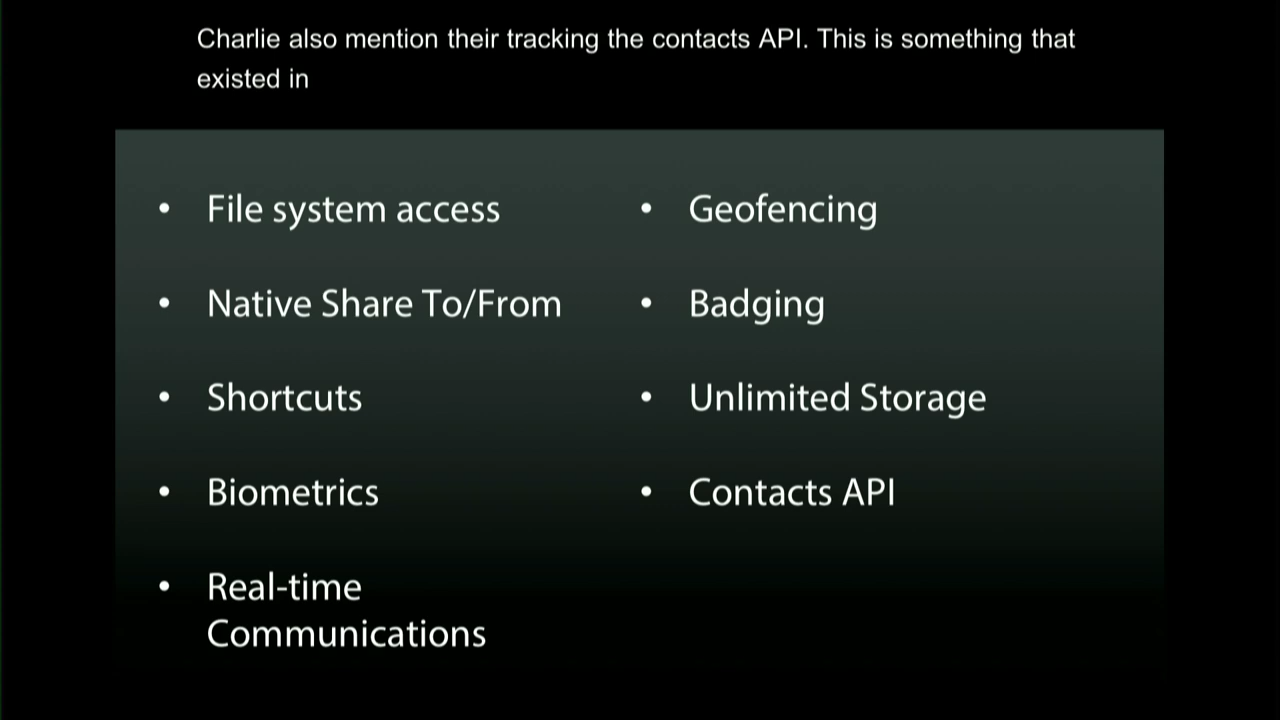 Charlie also mention their tracking the contacts API. This is something that
existed in
• File system access
• Native Share To/From
• Shortcuts
• Biometrics
• Real-time
Communications
• Geofencing
• Badging
• Unlimited Storage
• Contacts API